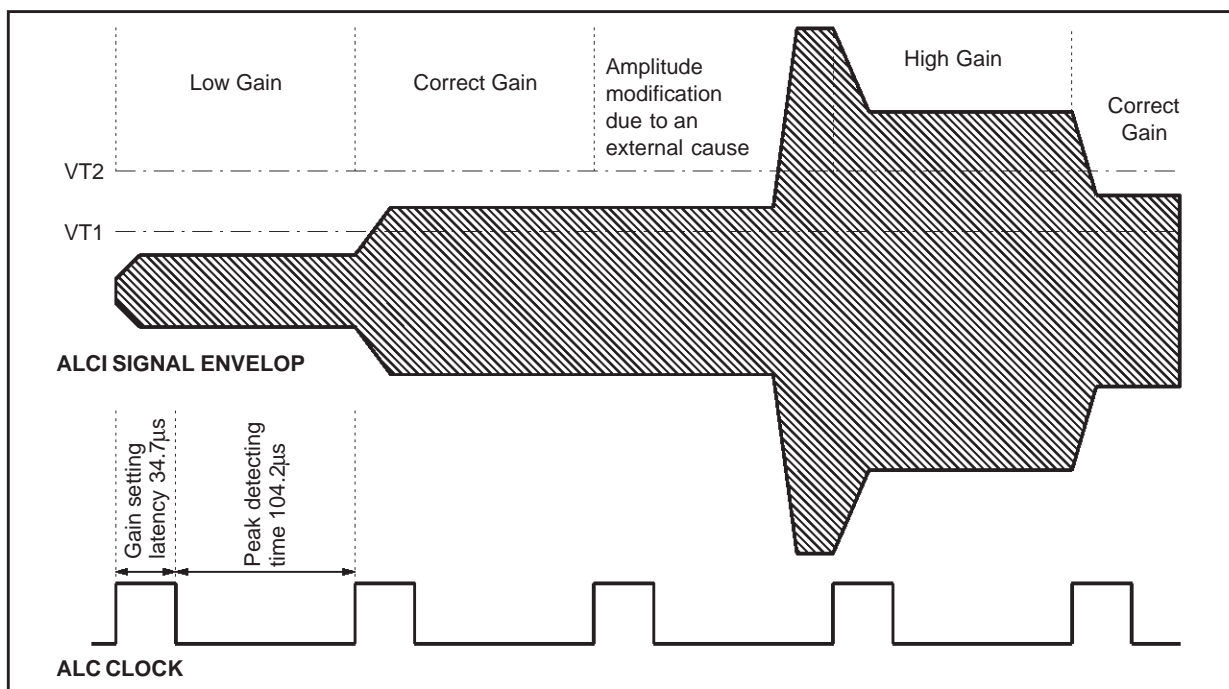 Low Gain
Correct Gain
Amplitude
modification
due to an
external cause
High Gain
Correct
Gain
VT2
VT1
ALCI SIGNAL ENVELOP
Gain setting
latency 34.7µs
Peak detecting
time 104.2µs
ALC CLOCK